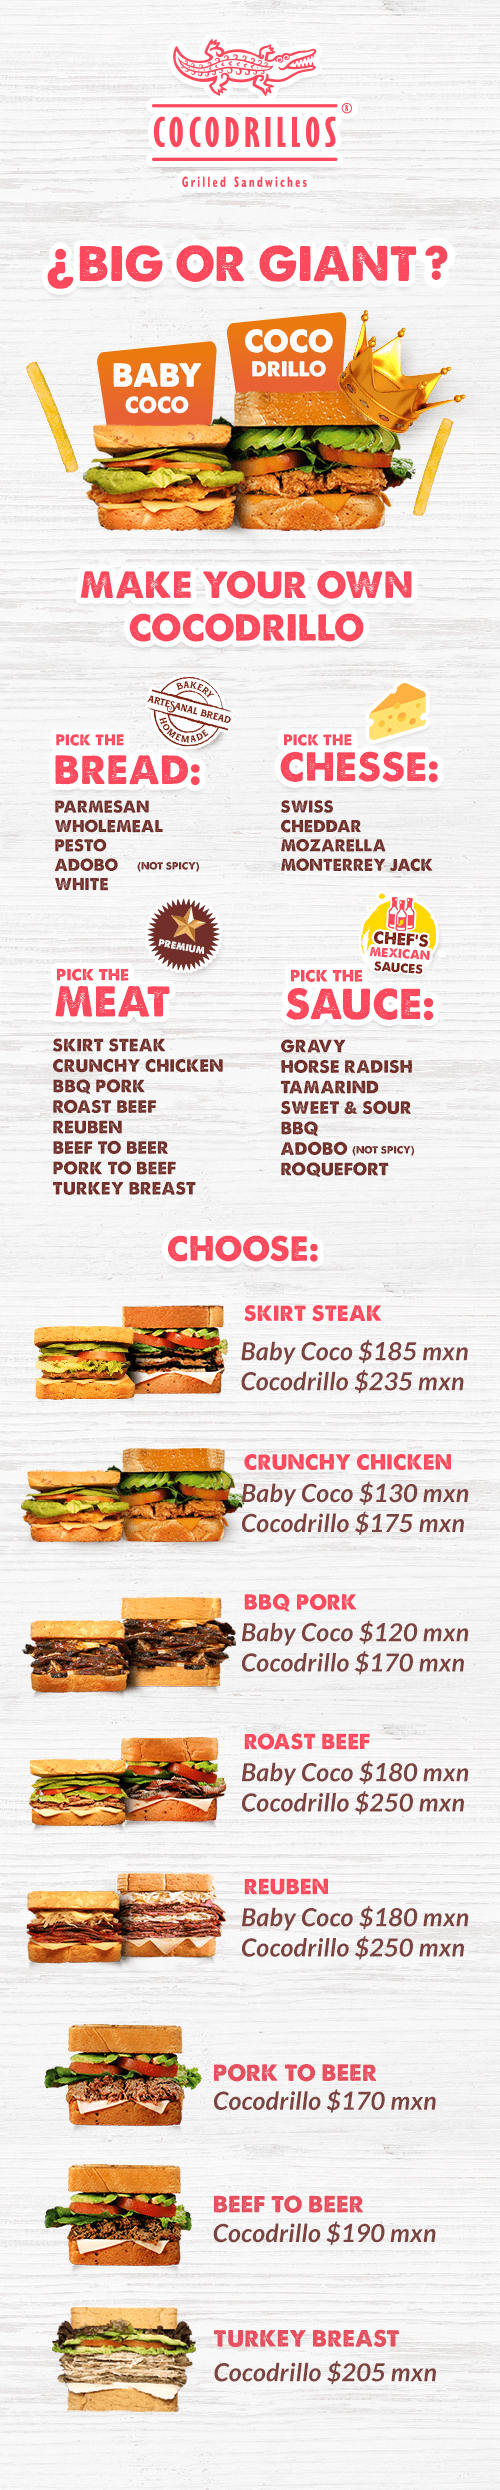 COCODRILLOS®
Grilled Sandwiches
¿BIG OR GIANT?
BABY
COCO
COCO
DRILLO
MAKE YOUR OWN
COCODRILLO
BAKERY
ARTESANAL BREAD
HOMEMADE
PICK THE
BREAD:
PARMESAN
WHOLEMEAL
PESTO
ADOBO (NOT SPICY)
WHITE
PICK THE
CHESSE:
SWISS
CHEDDAR
MOZARELLA
MONTERREY JACK
PREMIUM
PICK THE
MEAT
SKIRT STEAK
CRUNCHY CHICKEN
BBQ PORK
ROAST BEEF
REUBEN
BEEF TO BEER
PORK TO BEEF
TURKEY BREAST
CHEF'S
MEXICAN
SAUCES
PICK THE
SAUCE:
GRAVY
HORSE RADISH
TAMARIND
SWEET & SOUR
BBQ
ADOBO (NOT SPICY)
ROQUEFORT
CHOOSE:
SKIRT STEAK
Baby Coco $185 mxn
Cocodrillo $235 mxn
CRUNCHY CHICKEN
Baby Coco $130 mxn
Cocodrillo $175 mxn
BBQ PORK
Baby Coco $120 mxn
Cocodrillo $170 mxn
ROAST BEEF
Baby Coco $180 mxn
Cocodrillo $250 mxn
REUBEN
Baby Coco $180 mxn
Cocodrillo $250 mxn
PORK TO BEER
Cocodrillo $170 mxn
BEEF TO BEER
Cocodrillo $190 mxn
TURKEY BREAST
Cocodrillo $205 mxn